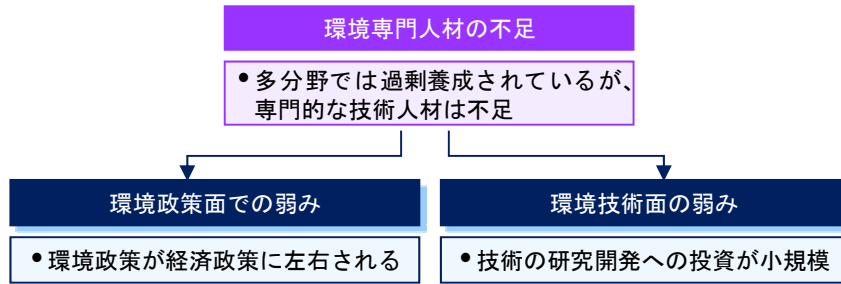 環境専門人材の不足
•多分野では過剰養成されているが、
専門的な技術人材は不足
環境政策面での弱み
•環境政策が経済政策に左右される
環境技術面の弱み
•技術の研究開発への投資が小規模